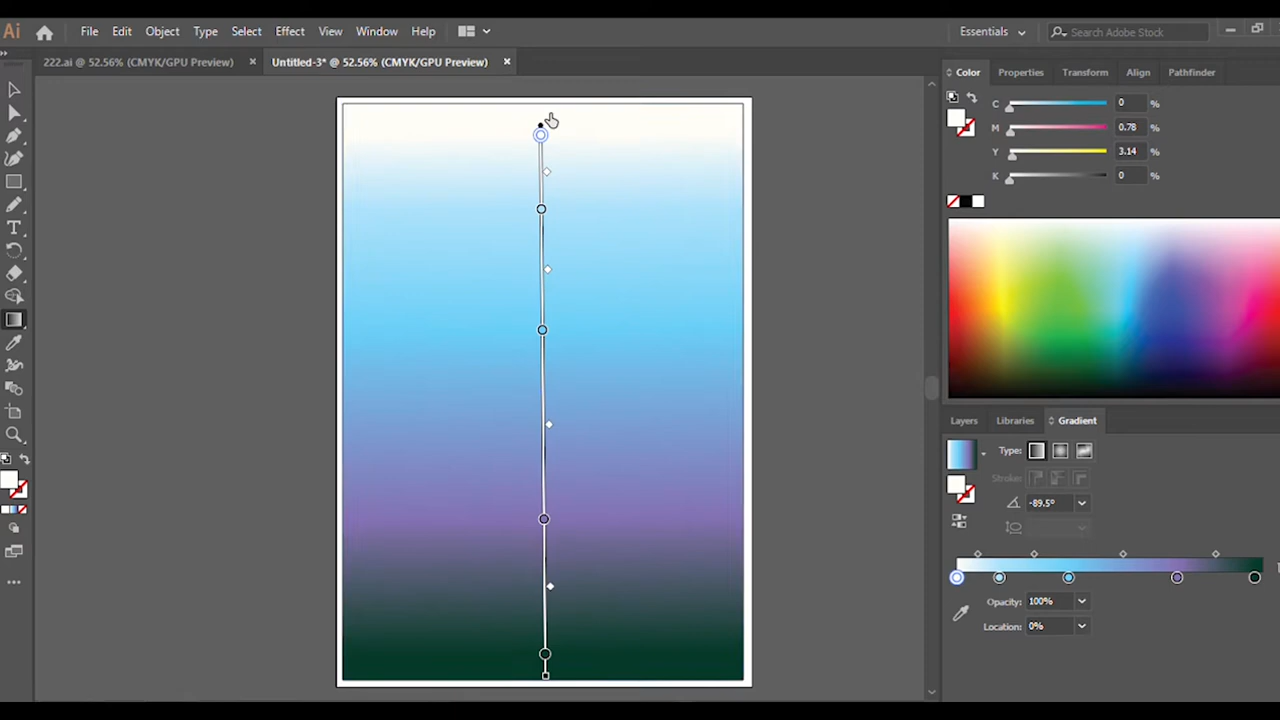 Ai File Edit Object Type Select Effect View Window Help Essentials Search Adobe Stock
222.ai @ 52.56% (CMYK/GPU Preview) × Untitled-3* @ 52.56% (CMYK/GPU Preview) ×
Color Properties Transform Align Pathfinder
C 0 %
M 0.78 %
Y 3.14 %
K 0 %
Layers Libraries Gradient
Type:
Stroke:
-89.5°
Opacity: 100%
Location: 0%